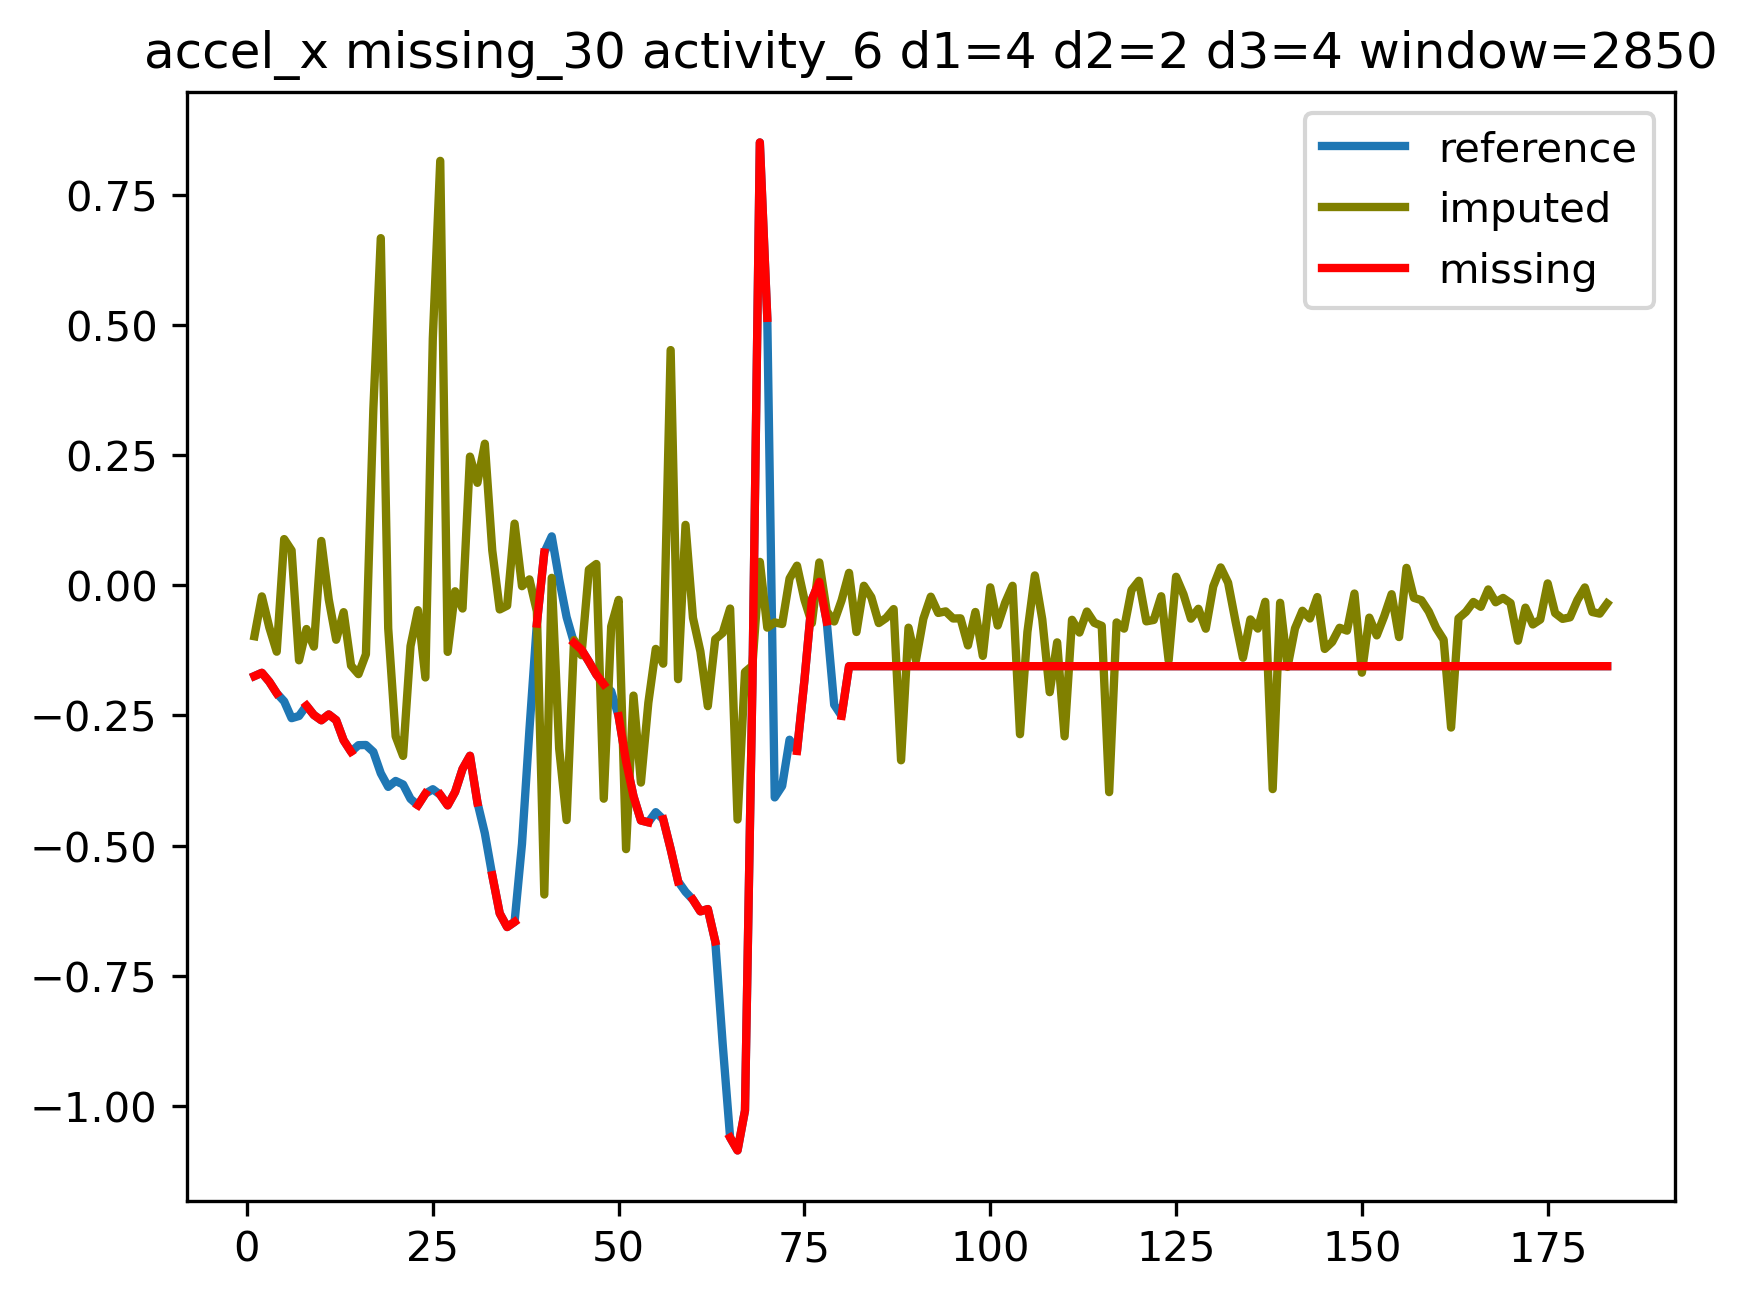 accel_x missing_30 activity_6 d1=4 d2=2 d3=4 window=2850
reference
imputed
missing
0.75
0.50
0.25
0.00
−0.25
−0.50
−0.75
−1.00
0 25 50 75 100 125 150 175